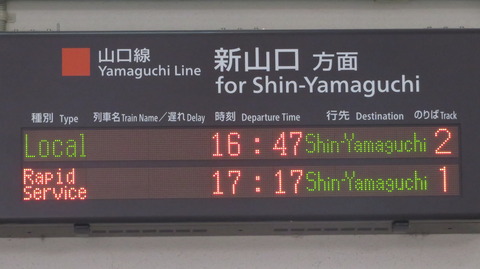 山口線
Yamaguchi Line
新山口 方面
for Shin-Yamaguchi
種別 Type 列車名 Train Name／遅れ Delay 時刻 Departure Time 行先 Destination のりば Track
Local 16:47 Shin-Yamaguchi 2
Rapid Service 17:17 Shin-Yamaguchi 1